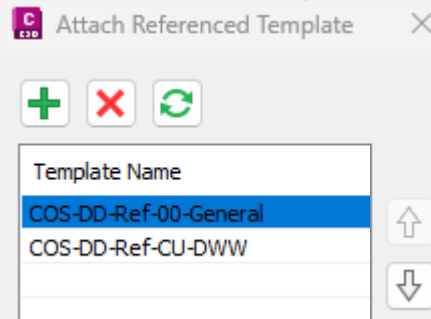 C
C3D
Attach Referenced Template
Template Name
COS-DD-Ref-00-General
COS-DD-Ref-CU-DWW